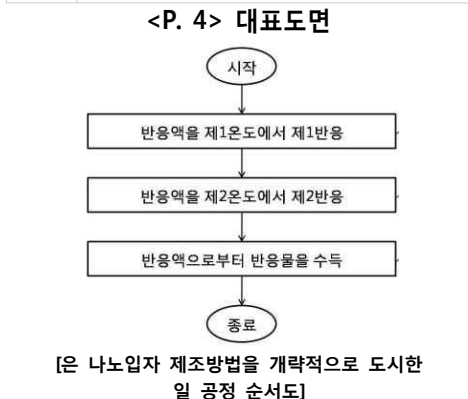 <P. 4> 대표도면
시작
반응액을 제1온도에서 제1반응
반응액을 제2온도에서 제2반응
반응액으로부터 반응물을 수득
종료
[은 나노입자 제조방법을 개략적으로 도시한
일 공정 순서도]